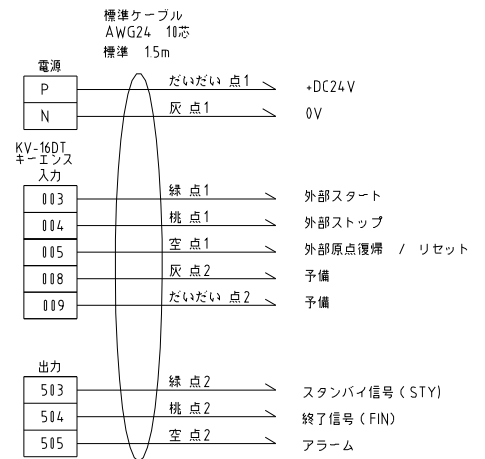 標準ケーブル
AWG24 10芯
標準 1.5m
電源
P だいだい 点1 +DC24V
N 灰 点1 0V
KV-16DT
キーエンス
入力
003 緑 点1 外部スタート
004 桃 点1 外部ストップ
005 空 点1 外部原点復帰 / リセット
008 灰 点2 予備
009 だいだい 点2 予備
出力
503 緑 点2 スタンバイ信号(STY)
504 桃 点2 終了信号(FIN)
505 空 点2 アラーム